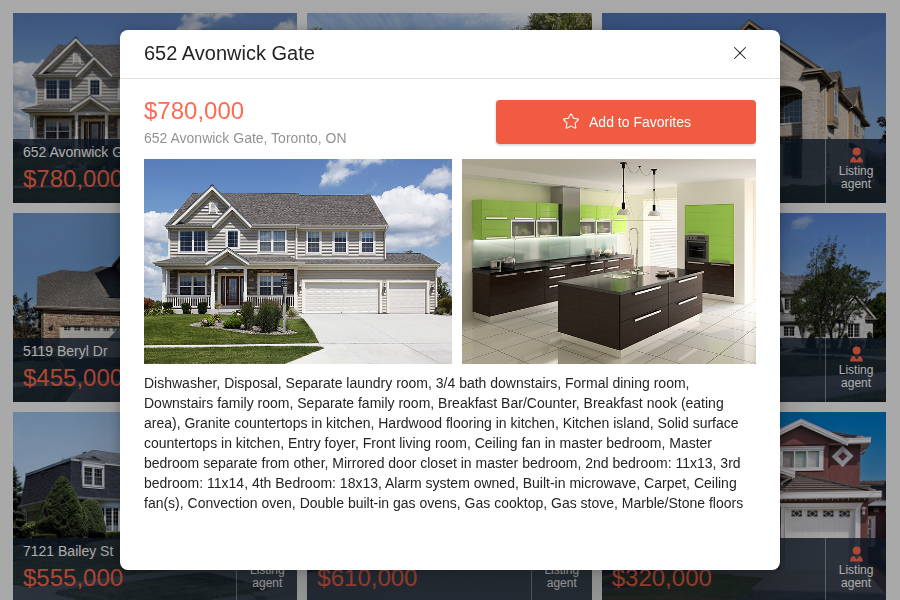 652 Avonwick Gate
$780,000
652 Avonwick Gate, Toronto, ON
Add to Favorites
Dishwasher, Disposal, Separate laundry room, 3/4 bath downstairs, Formal dining room,
Downstairs family room, Separate family room, Breakfast Bar/Counter, Breakfast nook (eating
area), Granite countertops in kitchen, Hardwood flooring in kitchen, Kitchen island, Solid surface
countertops in kitchen, Entry foyer, Front living room, Ceiling fan in master bedroom, Master
bedroom separate from other, Mirrored door closet in master bedroom, 2nd bedroom: 11x13, 3rd
bedroom: 11x14, 4th Bedroom: 18x13, Alarm system owned, Built-in microwave, Carpet, Ceiling
fan(s), Convection oven, Double built-in gas ovens, Gas cooktop, Gas stove, Marble/Stone floors
652 Avonwick G
$780,000
Listing
agent
5119 Beryl Dr
$455,000
Listing
agent
7121 Bailey St
$555,000
Listing
agent
$610,000
Listing
agent
$320,000
Listing
agent